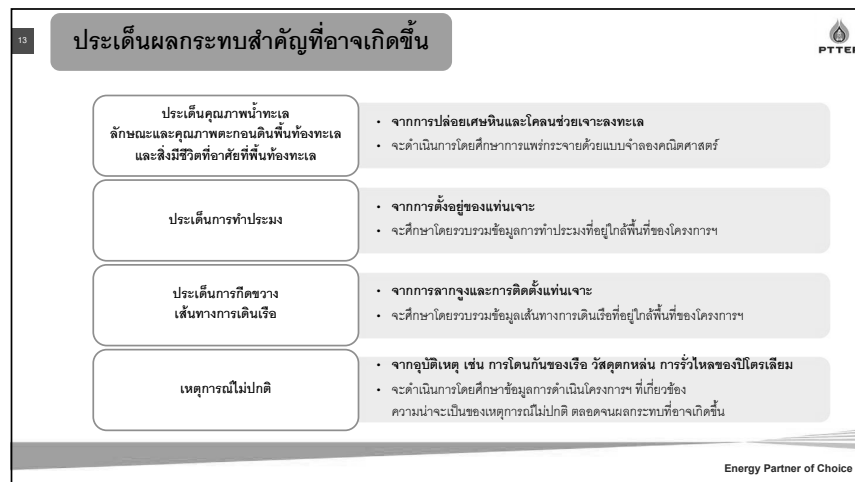 13
ประเด็นผลกระทบสำคัญที่อาจเกิดขึ้น
PTTEP
ประเด็นคุณภาพน้ำทะเล
ลักษณะและคุณภาพตะกอนดินพื้นท้องทะเล
และสิ่งมีชีวิตที่อาศัยที่พื้นท้องทะเล
• จากการปล่อยเศษหินและโคลนช่วยเจาะลงทะเล
• จะดำเนินการโดยศึกษาการแพร่กระจายด้วยแบบจำลองคณิตศาสตร์
ประเด็นการทำประมง
• จากการตั้งอยู่ของแท่นเจาะ
• จะศึกษาโดยรวบรวมข้อมูลการทำประมงที่อยู่ใกล้พื้นที่ของโครงการฯ
ประเด็นการกีดขวาง
เส้นทางการเดินเรือ
• จากการลากจูงและการติดตั้งแท่นเจาะ
• จะศึกษาโดยรวบรวมข้อมูลเส้นทางการเดินเรือที่อยู่ใกล้พื้นที่ของโครงการฯ
เหตุการณ์ไม่ปกติ
• จากอุบัติเหตุ เช่น การโดนกันของเรือ วัสดุตกหล่น การรั่วไหลของปิโตรเลียม
• จะดำเนินการโดยศึกษาข้อมูลการดำเนินโครงการฯ ที่เกี่ยวข้อง
ความน่าจะเป็นของเหตุการณ์ไม่ปกติ ตลอดจนผลกระทบที่อาจเกิดขึ้น
Energy Partner of Choice